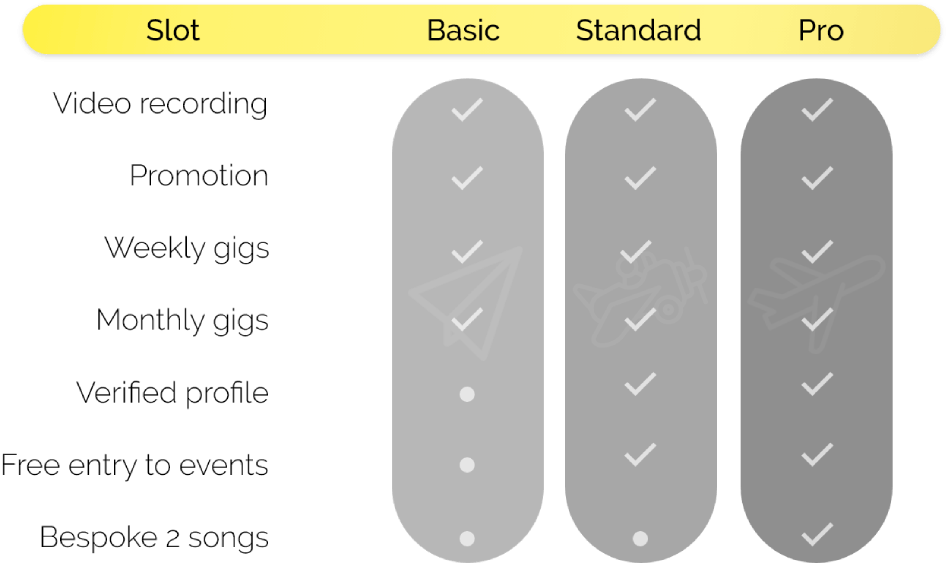 Slot Basic Standard Pro
Video recording
Promotion
Weekly gigs
Monthly gigs
Verified profile
Free entry to events
Bespoke 2 songs